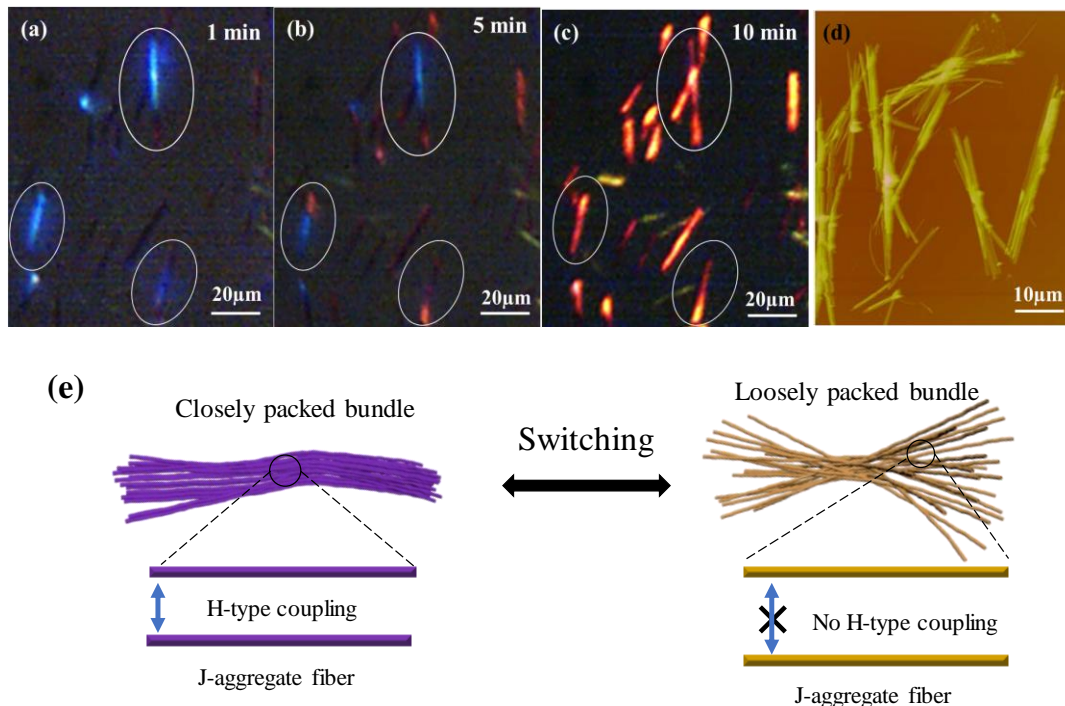 (a) 1 min
20µm
(b) 5 min
20µm
(c) 10 min
20µm
(d)
10µm
(e)
Closely packed bundle
Switching
Loosely packed bundle
H-type coupling
J-aggregate fiber
No H-type coupling
J-aggregate fiber